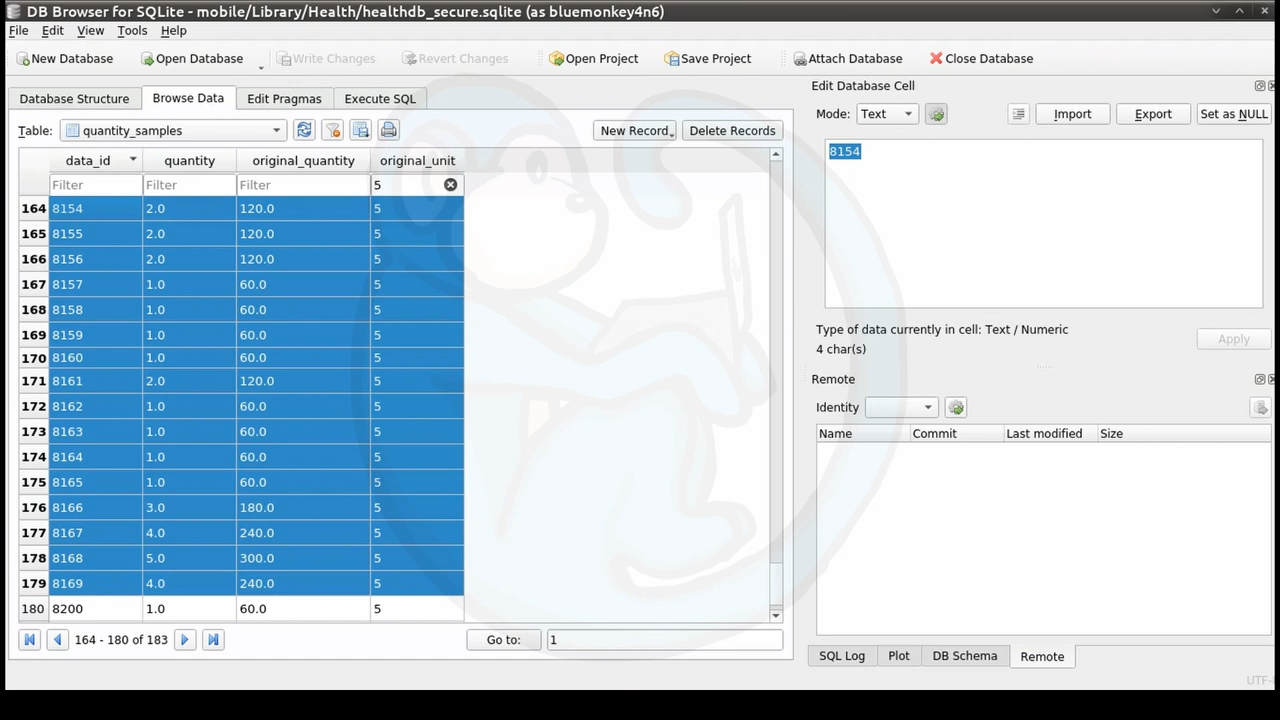 DB Browser for SQLite - mobile/Library/Health/healthdb_secure.sqlite (as bluemonkey4n6)
File Edit View Tools Help
New Database Open Database Write Changes Revert Changes Open Project Save Project Attach Database Close Database
Database Structure Browse Data Edit Pragmas Execute SQL
Table: quantity_samples New Record Delete Records
data_id quantity original_quantity original_unit
Filter Filter Filter 5
164 8154 2.0 120.0 5
165 8155 2.0 120.0 5
166 8156 2.0 120.0 5
167 8157 1.0 60.0 5
168 8158 1.0 60.0 5
169 8159 1.0 60.0 5
170 8160 1.0 60.0 5
171 8161 2.0 120.0 5
172 8162 1.0 60.0 5
173 8163 1.0 60.0 5
174 8164 1.0 60.0 5
175 8165 1.0 60.0 5
176 8166 3.0 180.0 5
177 8167 4.0 240.0 5
178 8168 5.0 300.0 5
179 8169 4.0 240.0 5
180 8200 1.0 60.0 5
164 - 180 of 183 Go to: 1
Edit Database Cell
Mode: Text Import Export Set as NULL
8154
Type of data currently in cell: Text / Numeric
4 char(s)
Apply
Remote
Identity
Name Commit Last modified Size
SQL Log Plot DB Schema Remote